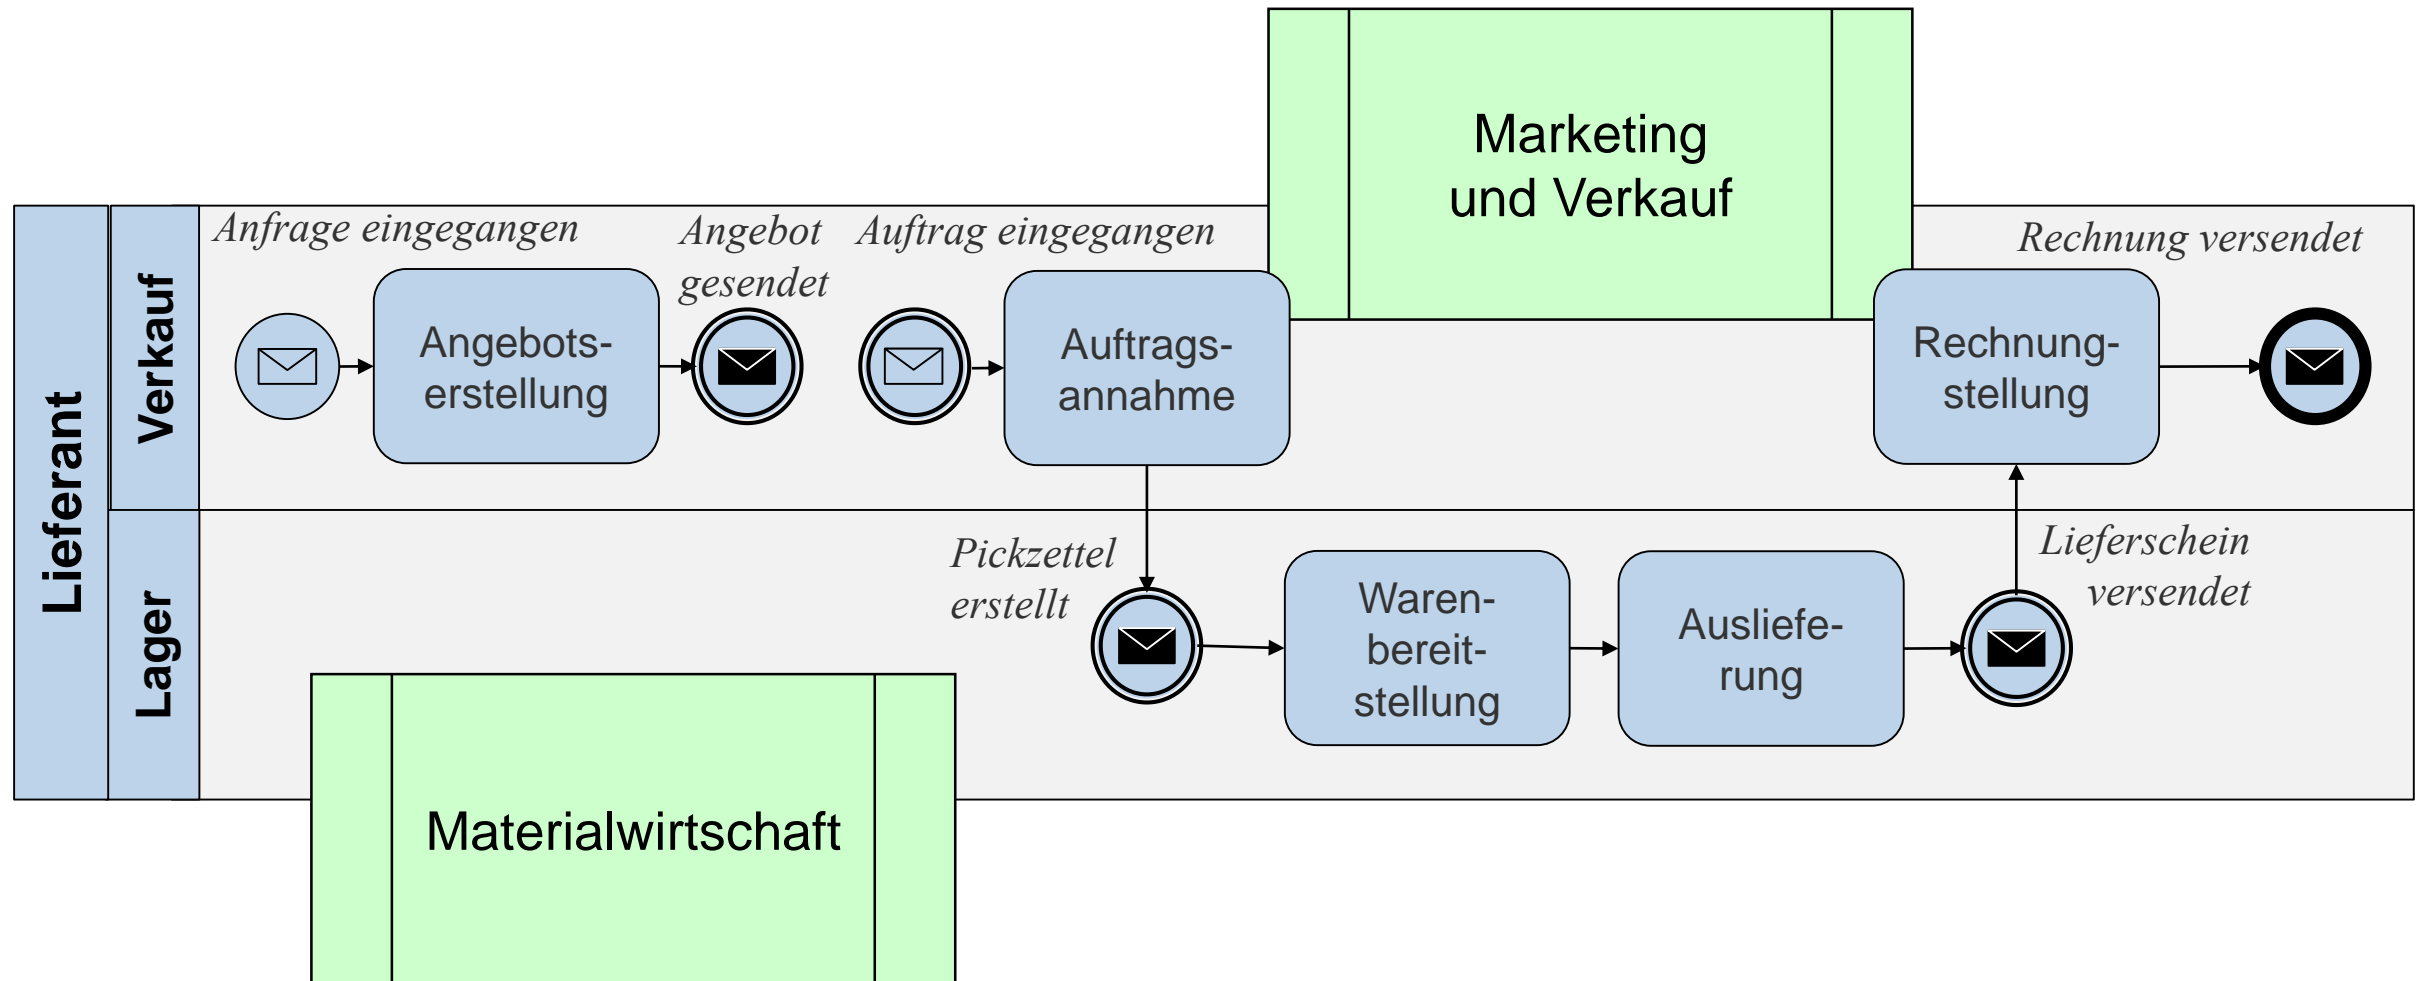 Marketing
und Verkauf
Lieferant
Verkauf
Anfrage eingegangen
Angebot
gesendet
Auftrag eingegangen
Rechnung versendet
Angebots-
erstellung
Auftrags-
annahme
Rechnung-
stellung
Lager
Pickzettel
erstellt
Waren-
bereit-
stellung
Ausliefe-
rung
Lieferschein
versendet
Materialwirtschaft